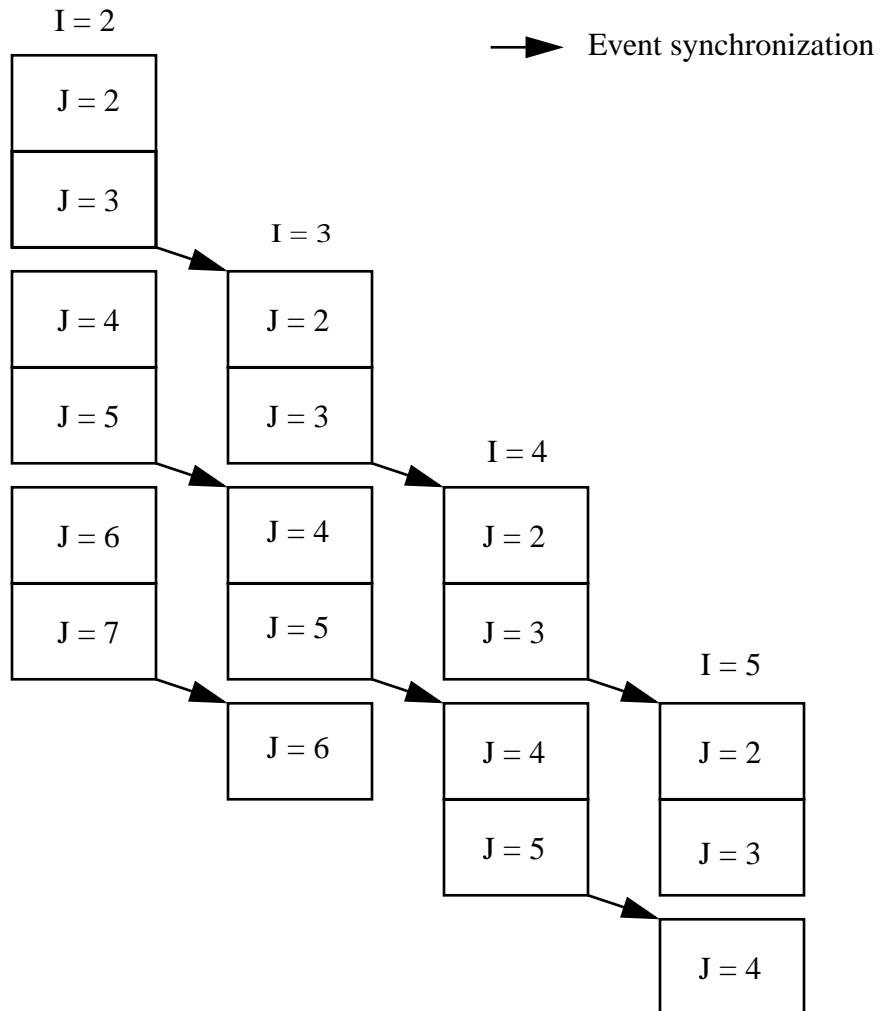 I = 2
Event synchronization
J = 2
J = 3
I = 3
J = 4
J = 2
J = 5
J = 3
I = 4
J = 6
J = 4
J = 2
J = 7
J = 5
J = 3
I = 5
J = 6
J = 4
J = 2
J = 5
J = 3
J = 4